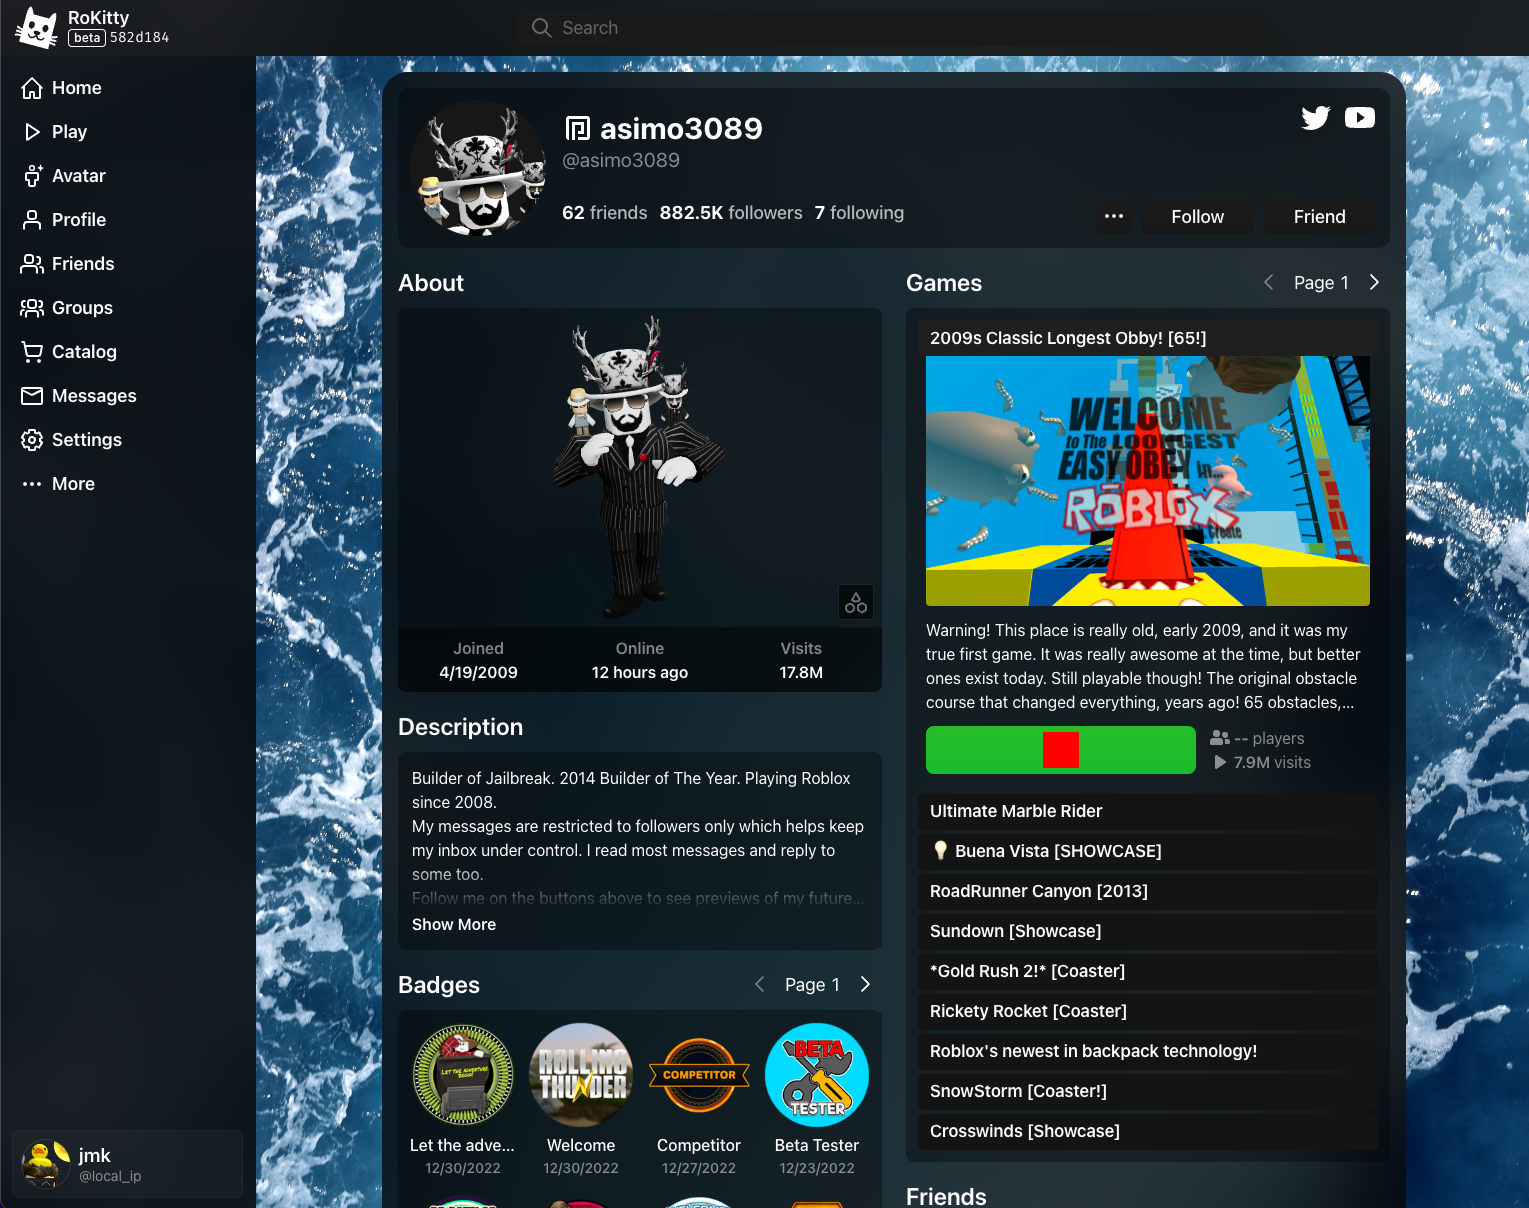 RoKitty
beta 582d184
Search
Home
Play
Avatar
Profile
Friends
Groups
Catalog
Messages
Settings
More
jmk
@local_ip
asimo3089
@asimo3089
62 friends 882.5K followers 7 following
Follow
Friend
About
Joined
4/19/2009
Online
12 hours ago
Visits
17.8M
Description
Builder of Jailbreak. 2014 Builder of The Year. Playing Roblox
since 2008.
My messages are restricted to followers only which helps keep
my inbox under control. I read most messages and reply to
some too.
Follow me on the buttons above to see previews of my future...
Show More
Badges
Page 1
LET THE ADVENTURE
BEGIN!
Let the adve...
12/30/2022
ROLLING
THUNDER
Welcome
12/30/2022
COMPETITOR
Competitor
12/27/2022
BETA
TESTER
Beta Tester
12/23/2022
Games
Page 1
2009s Classic Longest Obby! [65!]
WELCOME
to The LOOONGEST
EASY OBBY in...
ROBLOX
Create
Warning! This place is really old, early 2009, and it was my
true first game. It was really awesome at the time, but better
ones exist today. Still playable though! The original obstacle
course that changed everything, years ago! 65 obstacles,...
-- players
7.9M visits
Ultimate Marble Rider
💡 Buena Vista [SHOWCASE]
RoadRunner Canyon [2013]
Sundown [Showcase]
*Gold Rush 2!* [Coaster]
Rickety Rocket [Coaster]
Roblox's newest in backpack technology!
SnowStorm [Coaster!]
Crosswinds [Showcase]
Friends